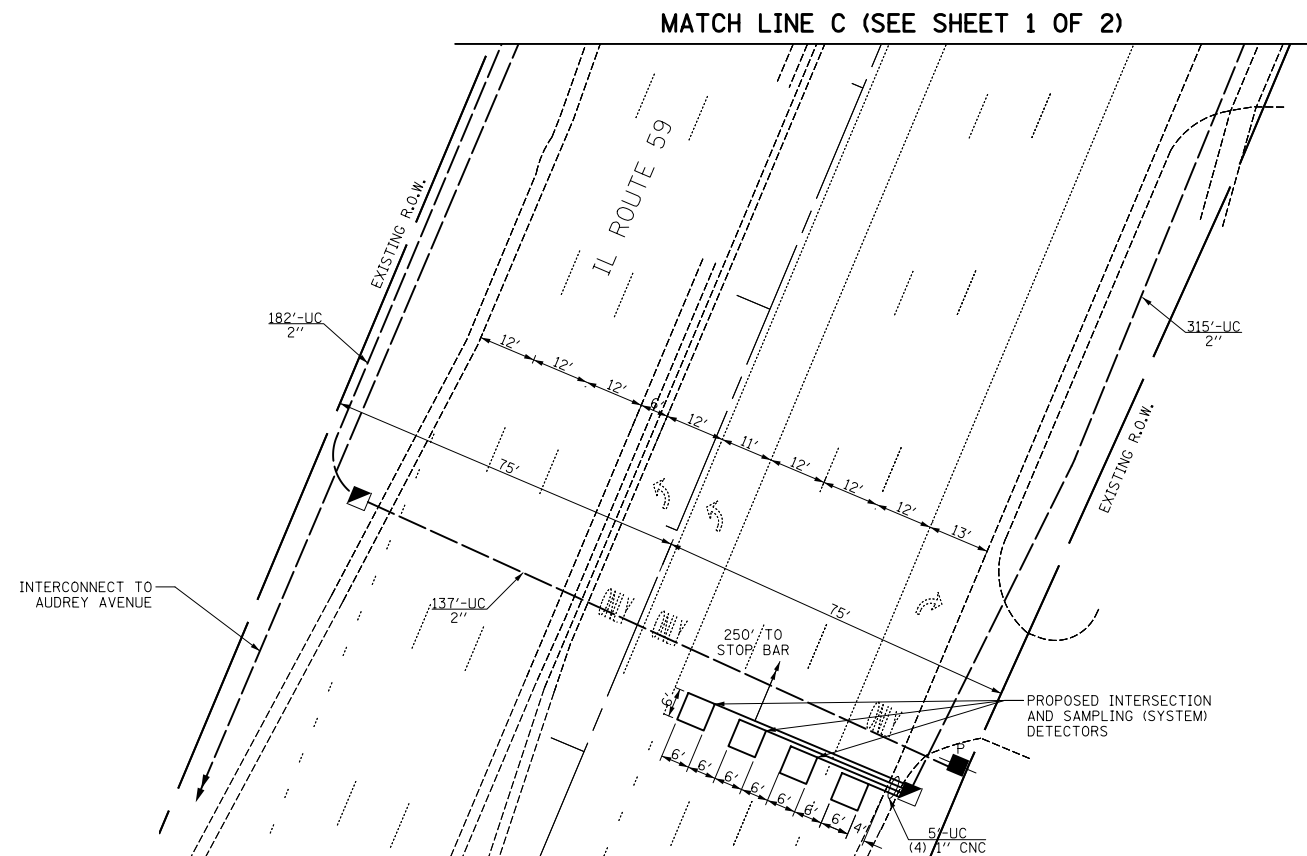 MATCH LINE C (SEE SHEET 1 OF 2)
IL ROUTE 59
EXISTING R.O.W.
182'-UC
2''
315'-UC
2''
12'
12'
12'
6'
12'
11'
12'
12'
12'
13'
75'
EXISTING R.O.W.
INTERCONNECT TO
AUDREY AVENUE
137'-UC
2''
ONLY
ONLY
75'
250' TO
STOP BAR
ONLY
6'
PROPOSED INTERSECTION
AND SAMPLING (SYSTEM)
DETECTORS
P
6'
6'
6'
6'
6'
6'
6'
4'
5'-UC
(4) 1'' CNC